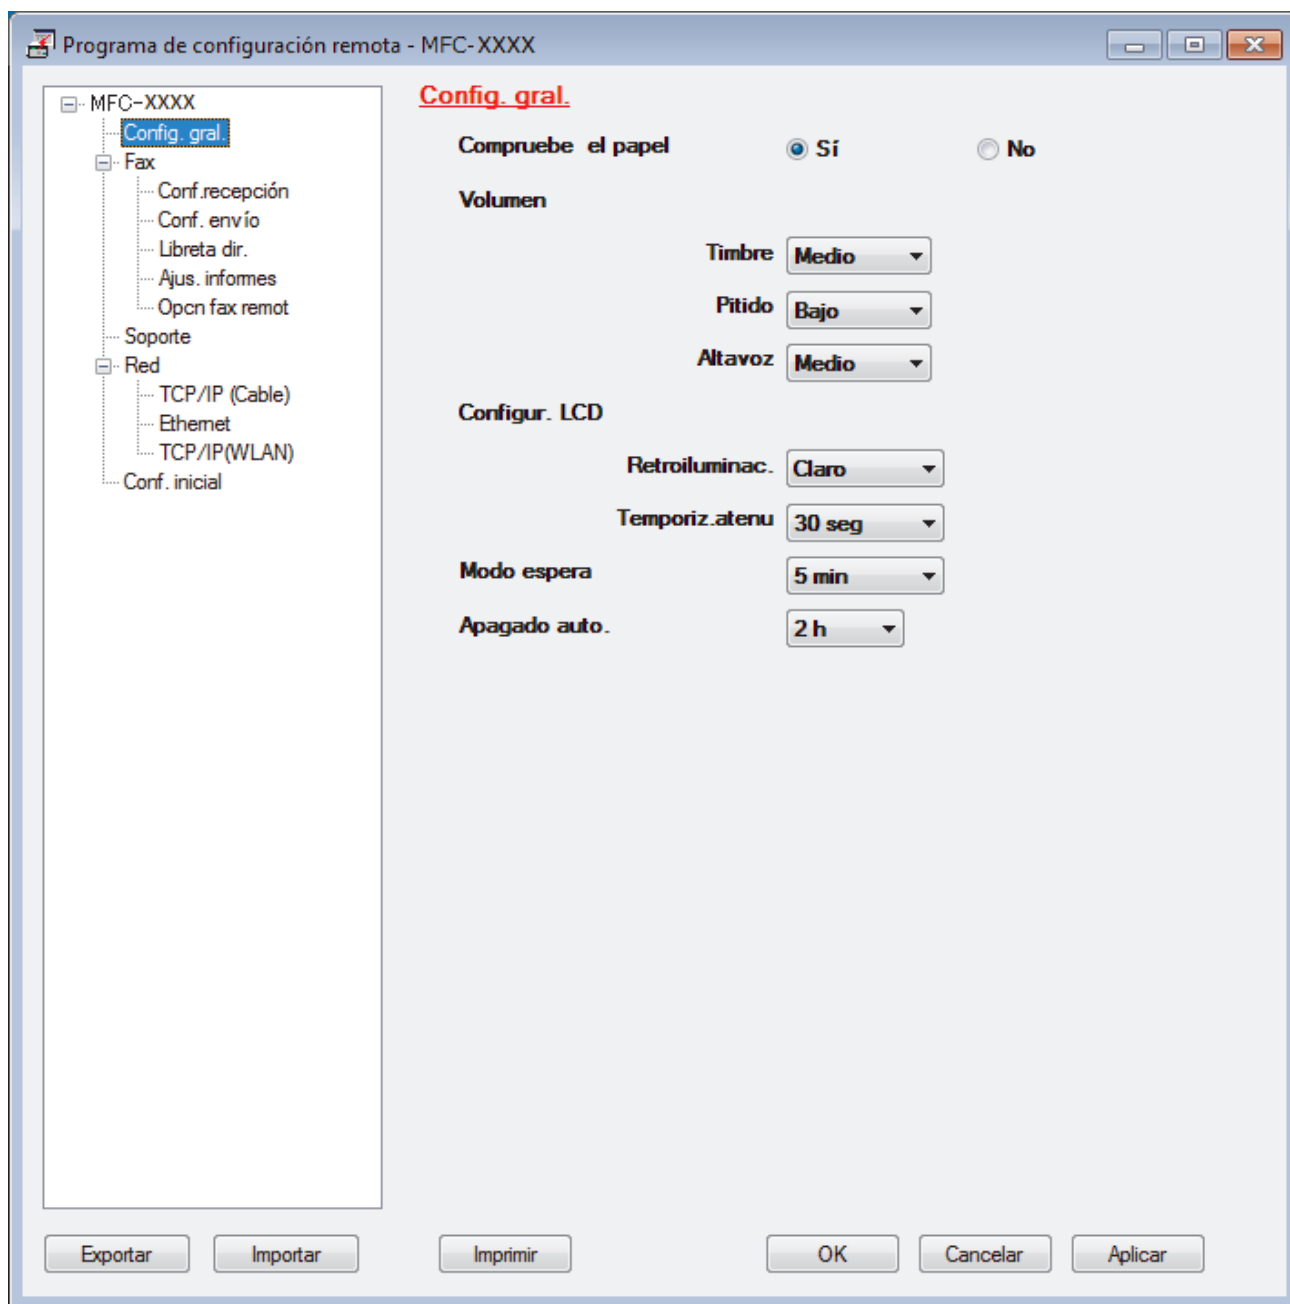 Programa de configuración remota - MFC-XXXX
MFC-XXXX
Config. gral.
Fax
Conf.recepción
Conf. envío
Libreta dir.
Ajus. informes
Opcn fax remot
Soporte
Red
TCP/IP (Cable)
Ethernet
TCP/IP(WLAN)
Conf. inicial
Config. gral.
Compruebe el papel Sí No
Volumen
Timbre Medio
Pitido Bajo
Altavoz Medio
Configur. LCD
Retroiluminac. Claro
Temporiz.atenu 30 seg
Modo espera 5 min
Apagado auto. 2 h
Exportar Importar Imprimir OK Cancelar Aplicar